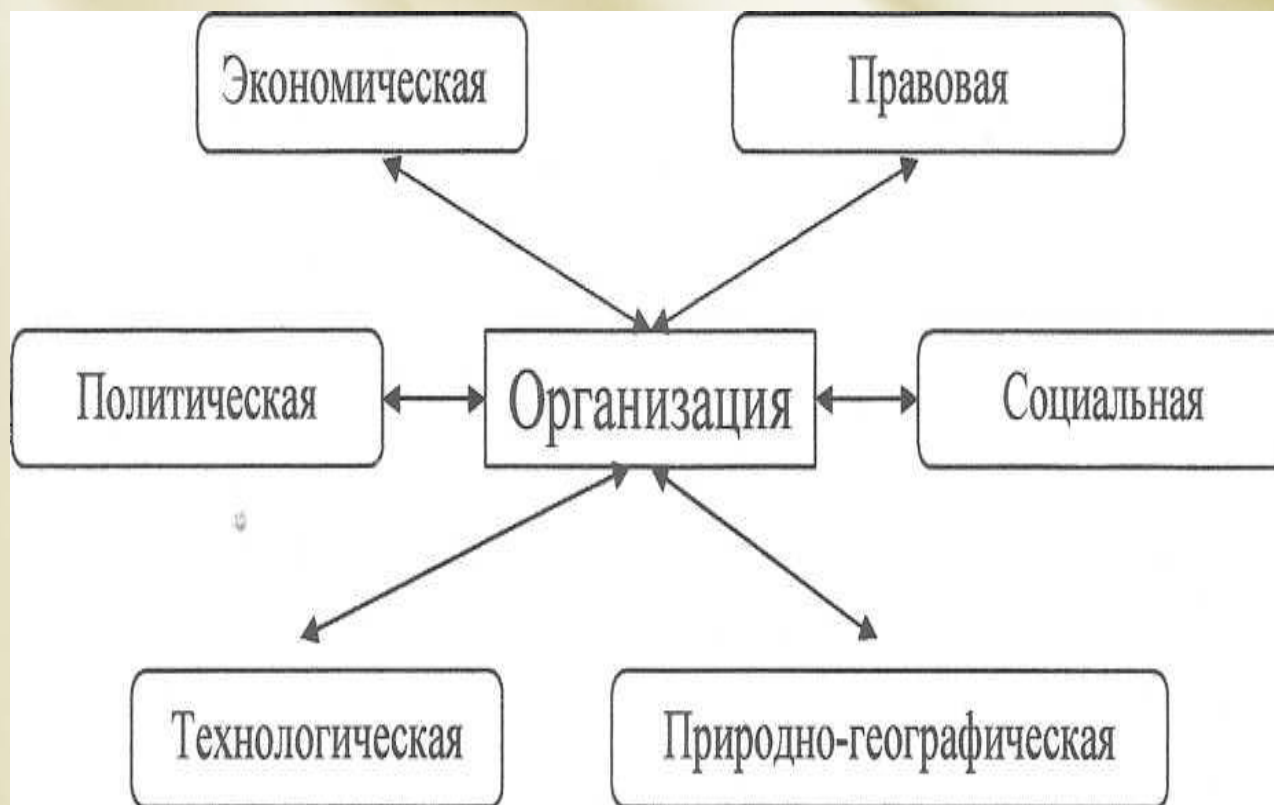 Экономическая
Правовая
Политическая
Организация
Социальная
Технологическая
Природно-географическая